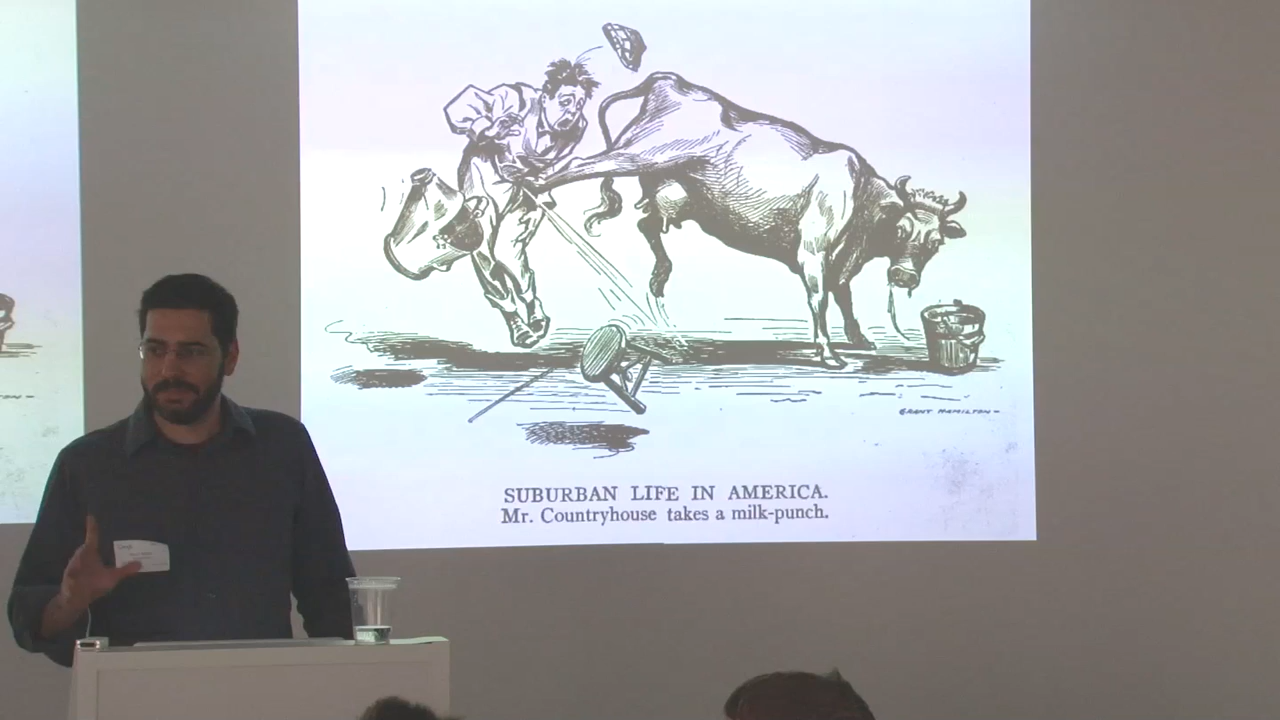 GRANT HAMILTON-
SUBURBAN LIFE IN AMERICA.
Mr. Countryhouse takes a milk-punch.